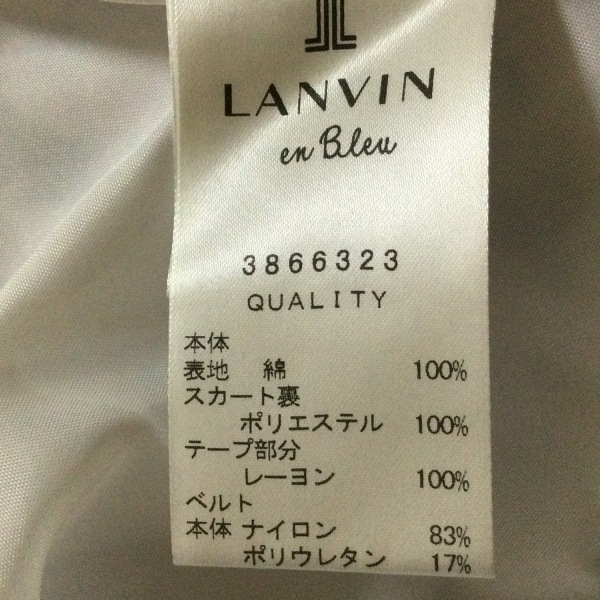 LANVIN
en Bleu
3866323
QUALITY
本体
表地 綿 100%
スカート裏
ポリエステル 100%
テープ部分
レーヨン 100%
ベルト
本体 ナイロン 83%
ポリウレタン 17%